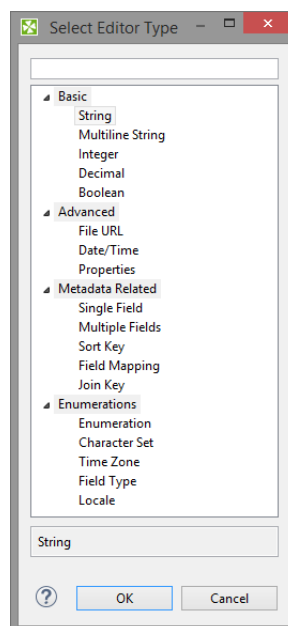 Select Editor Type
Basic
String
Multiline String
Integer
Decimal
Boolean
Advanced
File URL
Date/Time
Properties
Metadata Related
Single Field
Multiple Fields
Sort Key
Field Mapping
Join Key
Enumerations
Enumeration
Character Set
Time Zone
Field Type
Locale
String
? OK Cancel